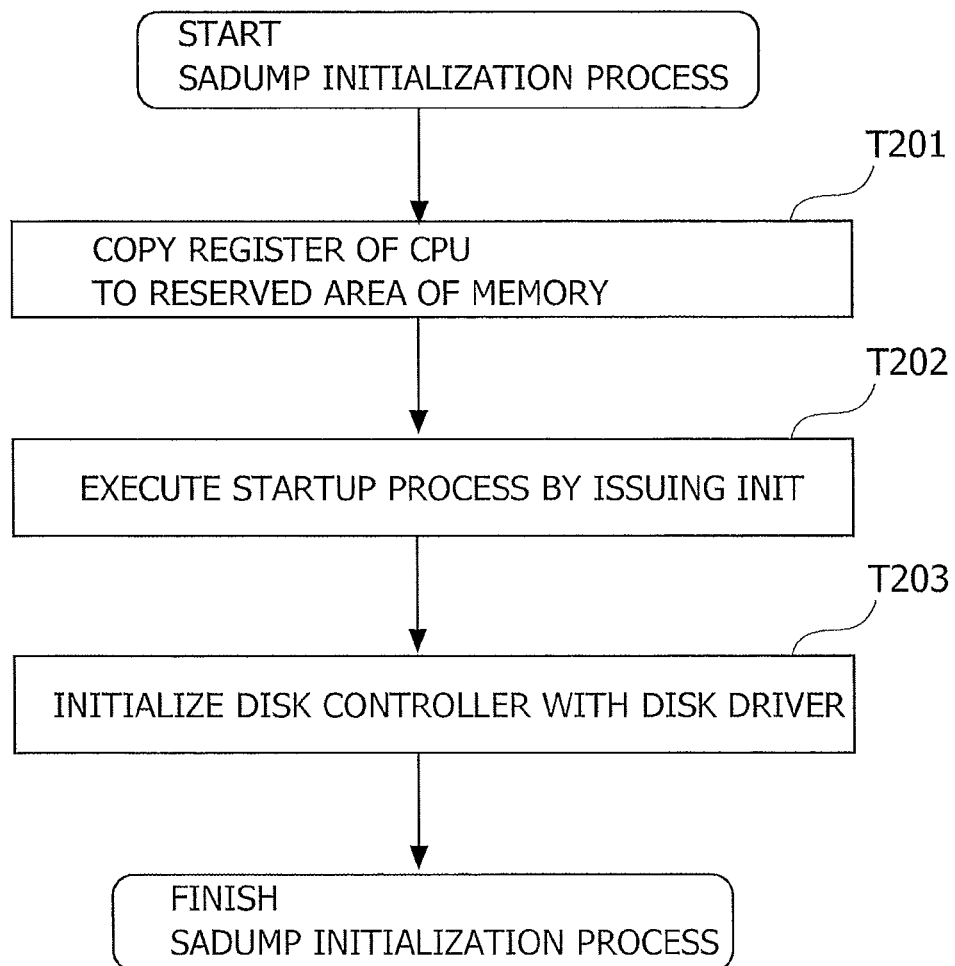 START
SADUMP INITIALIZATION PROCESS
T201
COPY REGISTER OF CPU
TO RESERVED AREA OF MEMORY
T202
EXECUTE STARTUP PROCESS BY ISSUING INIT
T203
INITIALIZE DISK CONTROLLER WITH DISK DRIVER
FINISH
SADUMP INITIALIZATION PROCESS